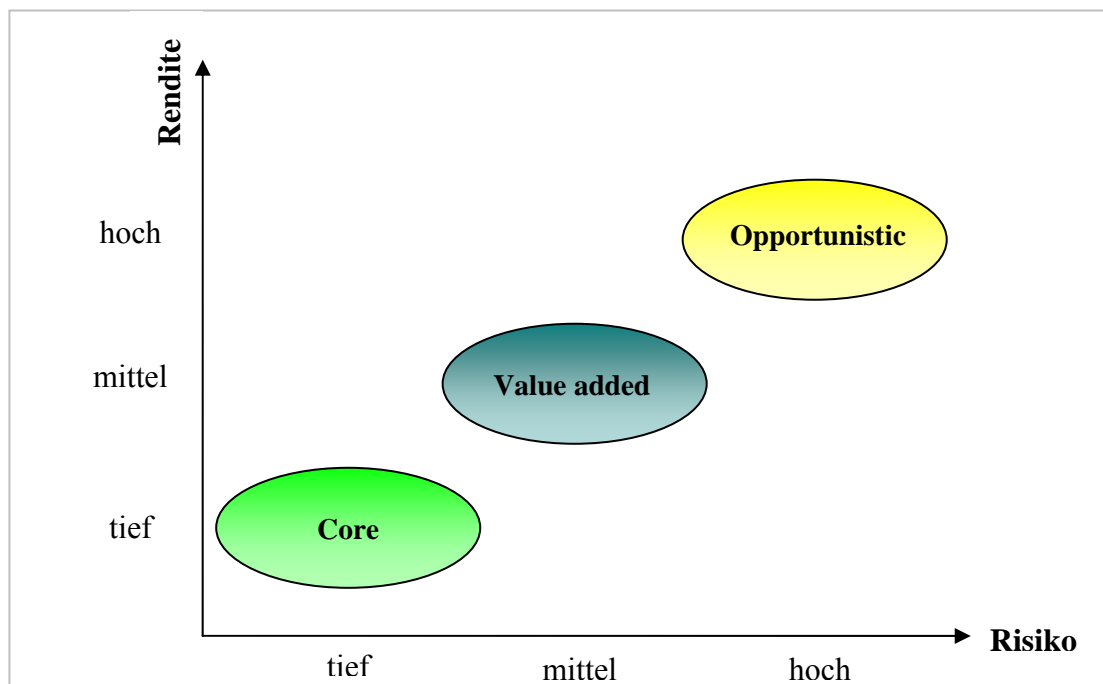 Rendite
hoch
Opportunistic
mittel
Value added
tief
Core
Risiko
tief
mittel
hoch